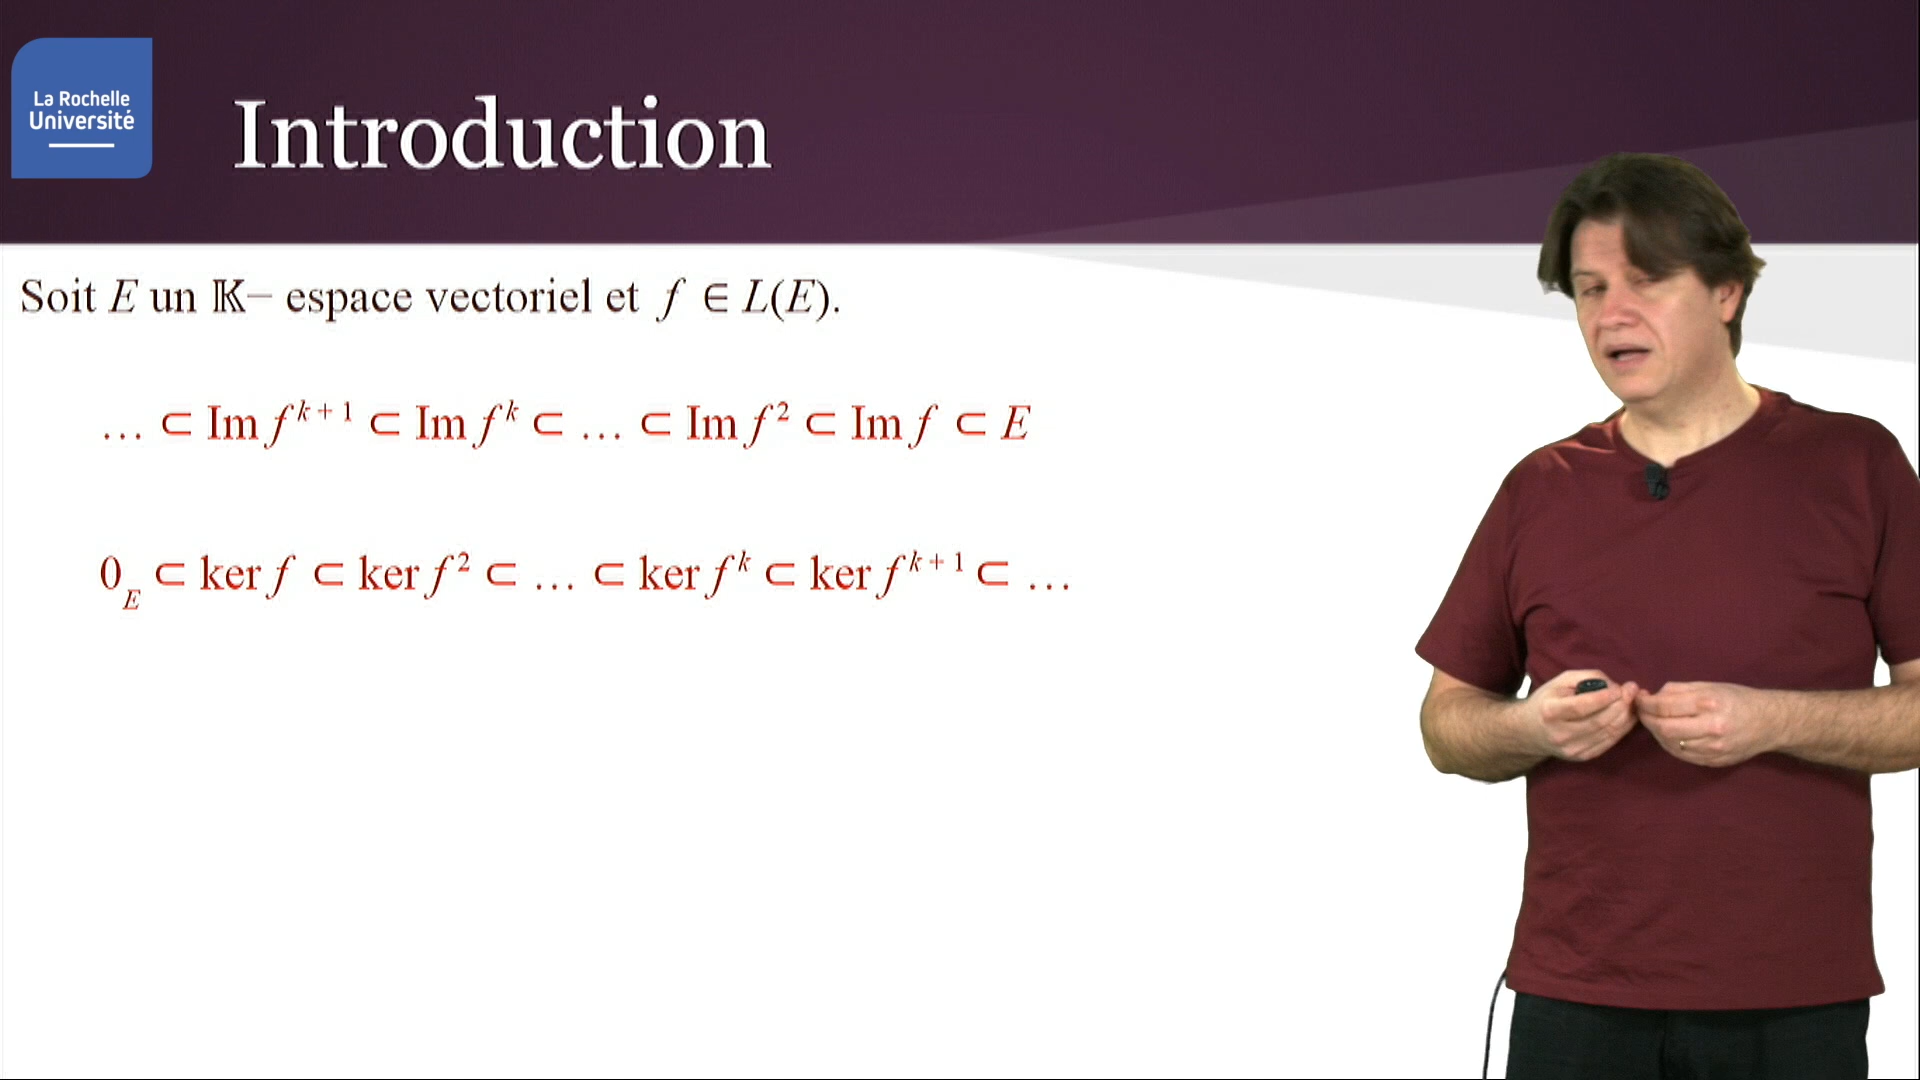 La Rochelle
Université
Introduction
Soit E un 𝕂− espace vectoriel et f ∈ L(E).
… ⊂ Im f^{k+1} ⊂ Im f^k ⊂ … ⊂ Im f² ⊂ Im f ⊂ E
0_E ⊂ ker f ⊂ ker f² ⊂ … ⊂ ker f^k ⊂ ker f^{k+1} ⊂ …